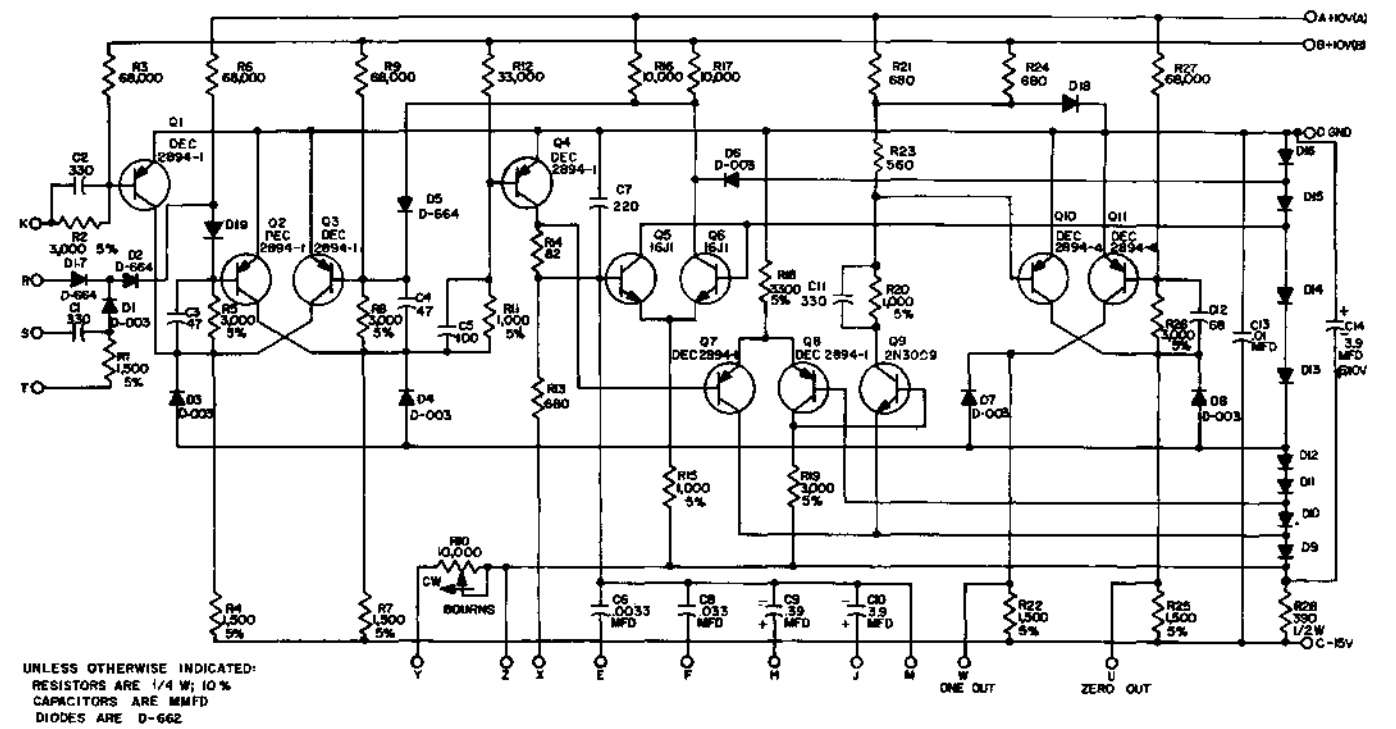 A+10V(A)
B+10V(B)
R3
68,000
R6
68,000
R9
68,000
R12
33,000
R16
10,000
R17
10,000
R21
680
R24
680
R27
68,000
D18
Q1
DEC
2894-1
C2
330
K
R2
3,000 5%
D17
D-664
R
D2
D-664
D1
D-003
C1
330
S
R1
1,500
5%
T
D19
Q2
DEC
2894-1
Q3
DEC
2894-1
C3
47
R5
3,000
5%
R8
3,000
5%
C4
47
D5
D-664
C5
100
R11
1,000
5%
D3
D-003
D4
D-003
Q4
DEC
2894-1
R14
82
C7
220
R13
680
Q5
16J1
Q6
16J1
D6
D-003
R18
3300
5%
R23
560
C11
330
R20
1,000
5%
Q7
DEC2894-1
Q8
DEC 2894-1
Q9
2N3009
R15
1,000
5%
R19
3,000
5%
Q10
DEC
2894-4
Q11
DEC
2894-4
D7
D-003
R26
3,000
5%
C12
68
D8
D-003
C13
.01
MFD
D GND
D16
D15
D14
D13
D12
D11
D10
D9
+
C14
3.9
MFD
10V
R10
10,000
CW
BOURNS
R4
1,500
5%
R7
1,500
5%
C6
.0033
MFD
C8
.033
MFD
C9
.39
MFD
- +
C10
3.9
MFD
- +
R22
1,500
5%
R25
1,500
5%
R28
390
1/2 W
C-15V
Y
Z
X
E
F
H
J
M
W
ONE OUT
U
ZERO OUT
UNLESS OTHERWISE INDICATED:
RESISTORS ARE 1/4 W; 10%
CAPACITORS ARE MMFD
DIODES ARE D-662